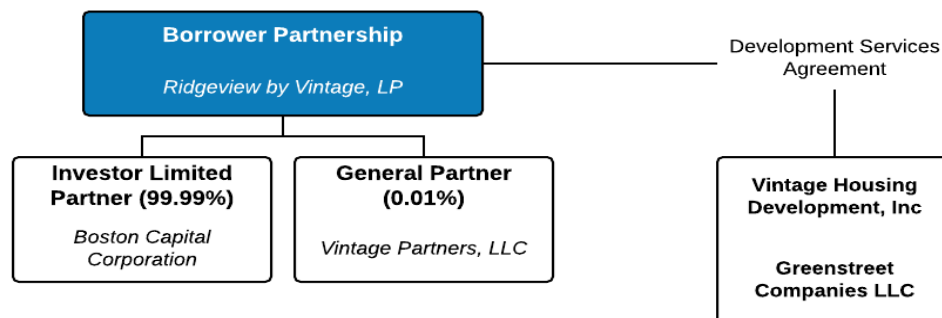 Borrower Partnership
Ridgeview by Vintage, LP
Development Services
Agreement
Investor Limited
Partner (99.99%)
Boston Capital
Corporation
General Partner
(0.01%)
Vintage Partners, LLC
Vintage Housing
Development, Inc
Greenstreet
Companies LLC